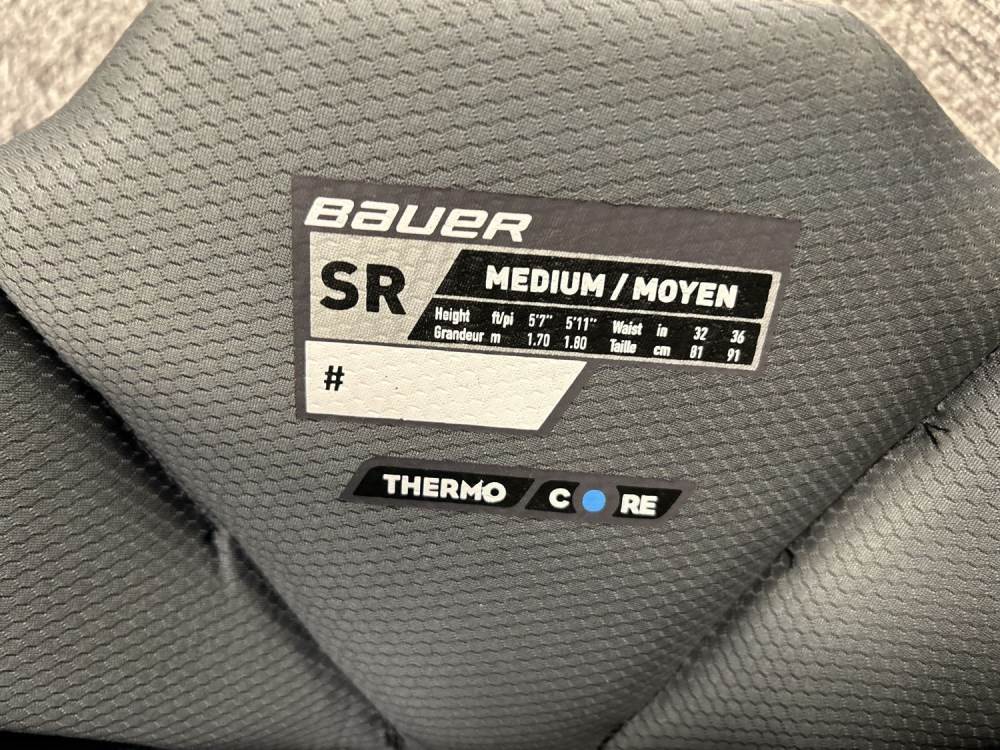 BAUER
SR
MEDIUM / MOYEN
Height ft/pi 5'7" 5'11" Waist in 32 36
Grandeur m 1.70 1.80 Taille cm 81 91
#
THERMO CORE